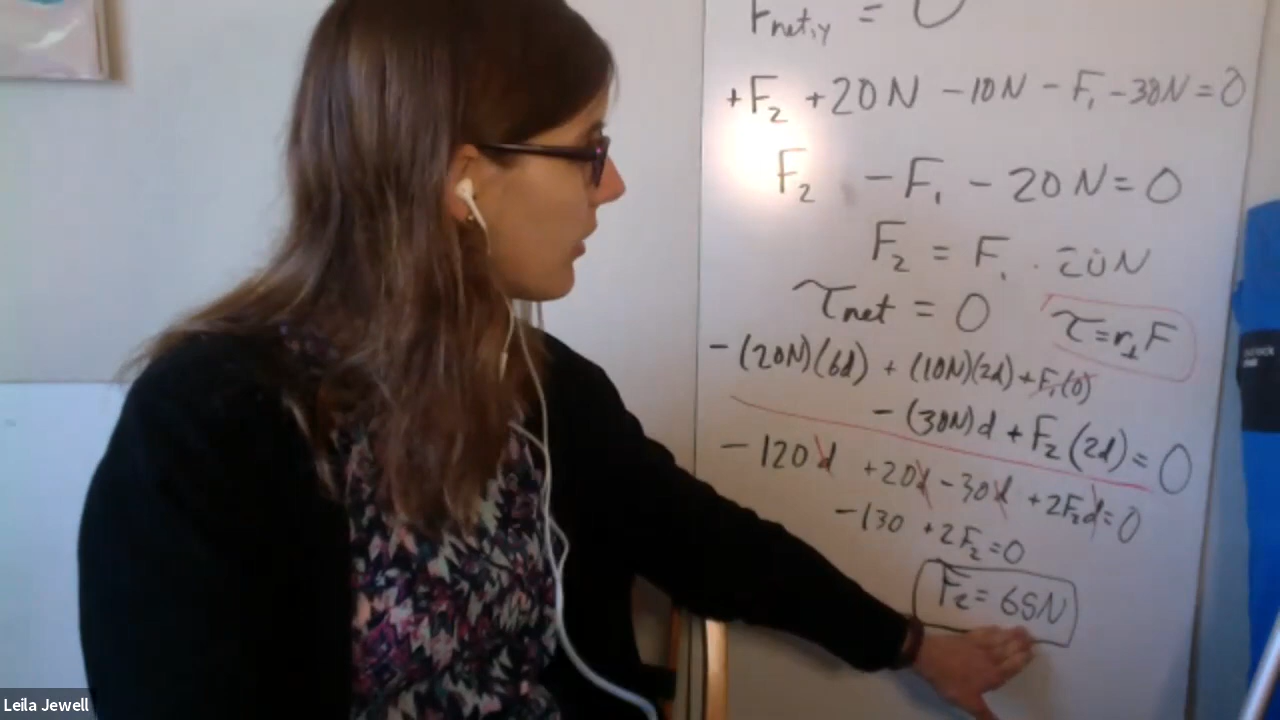 Fnet,y = 0
+F₂ +20N -10N - F₁ -30N = 0
F₂ - F₁ - 20N = 0
F₂ = F₁ 20N
τnet = 0
τ = r⊥F
-(20N)(6d) + (10N)(2d) + F₁(0)
- (30N)d + F₂(2d) = 0
-120d +20d -30d +2F₂d = 0
-130 +2F₂ = 0
F₂ = 65N
Leila Jewell